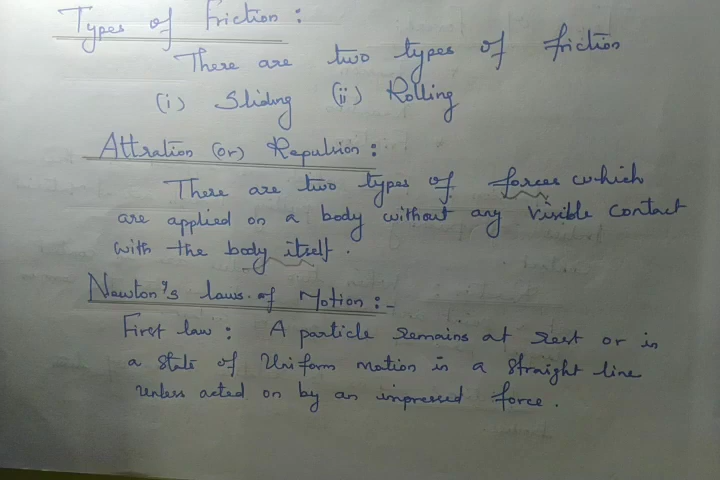 Types of Friction :
There are two types of friction
(i) Sliding (ii) Rolling
Attration (or) Repulsion :
There are two types of forces which
are applied on a body without any visible contact
with the body itself .
Newton's laws of Motion : -
First law : A particle remains at rest or in
a state of Uniform motion in a straight line
unless acted on by an impressed force .